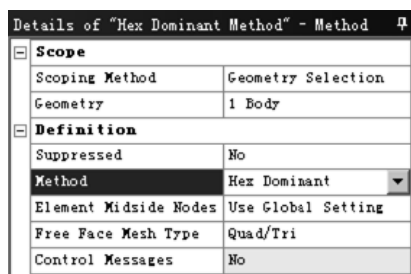 Details of "Hex Dominant Method" - Method
Scope
Scoping Method Geometry Selection
Geometry 1 Body
Definition
Suppressed No
Method Hex Dominant
Element Midside Nodes Use Global Setting
Free Face Mesh Type Quad/Tri
Control Messages No